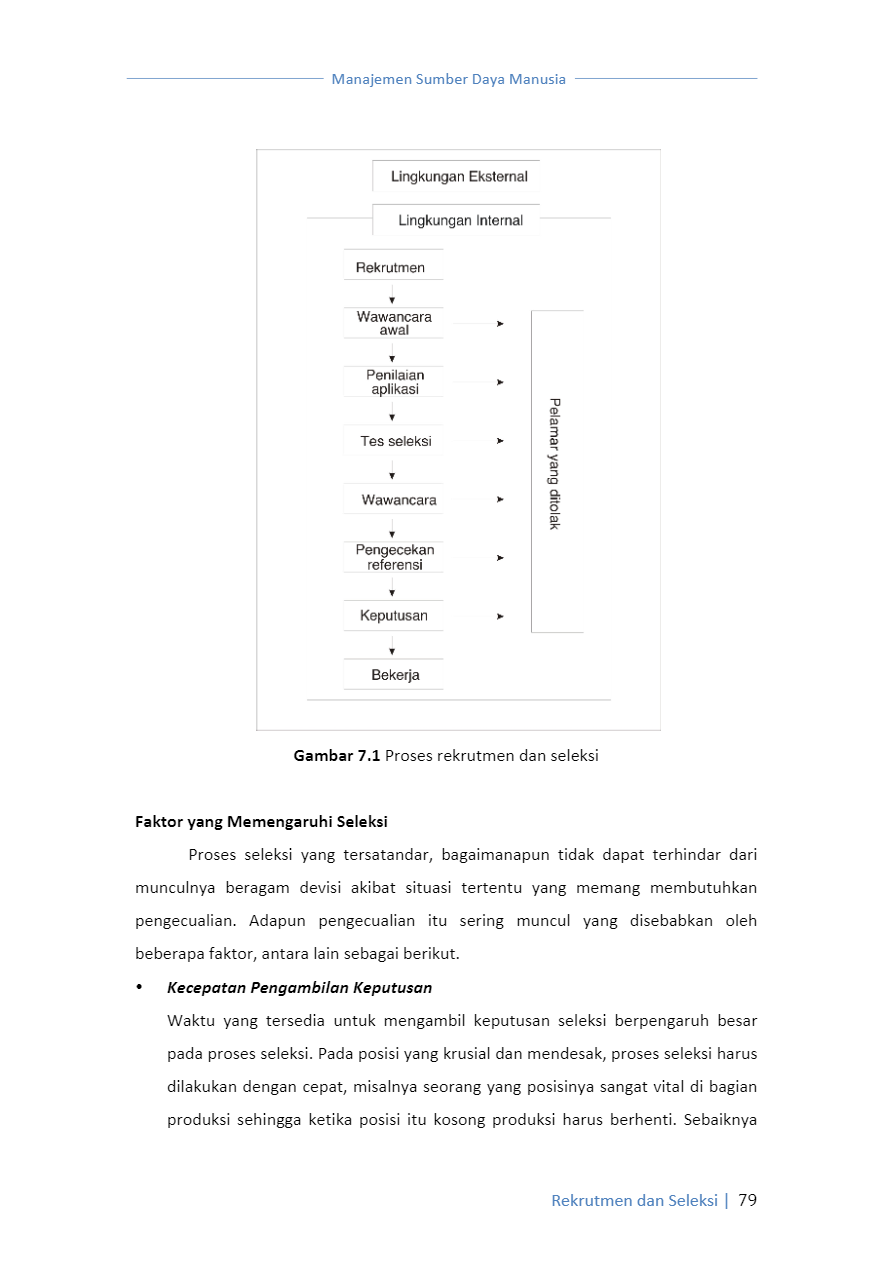 Manajemen Sumber Daya Manusia
Lingkungan Eksternal
Lingkungan Internal
Rekrutmen
Wawancara
awal
Penilaian
aplikasi
Tes seleksi
Wawancara
Pengecekan
referensi
Keputusan
Bekerja
Pelamar yang ditolak
Gambar 7.1 Proses rekrutmen dan seleksi
Faktor yang Memengaruhi Seleksi
Proses seleksi yang tersatandar, bagaimanapun tidak dapat terhindar dari
munculnya beragam devisi akibat situasi tertentu yang memang membutuhkan
pengecualian. Adapun pengecualian itu sering muncul yang disebabkan oleh
beberapa faktor, antara lain sebagai berikut.
• Kecepatan Pengambilan Keputusan
Waktu yang tersedia untuk mengambil keputusan seleksi berpengaruh besar
pada proses seleksi. Pada posisi yang krusial dan mendesak, proses seleksi harus
dilakukan dengan cepat, misalnya seorang yang posisinya sangat vital di bagian
produksi sehingga ketika posisi itu kosong produksi harus berhenti. Sebaiknya
Rekrutmen dan Seleksi | 79